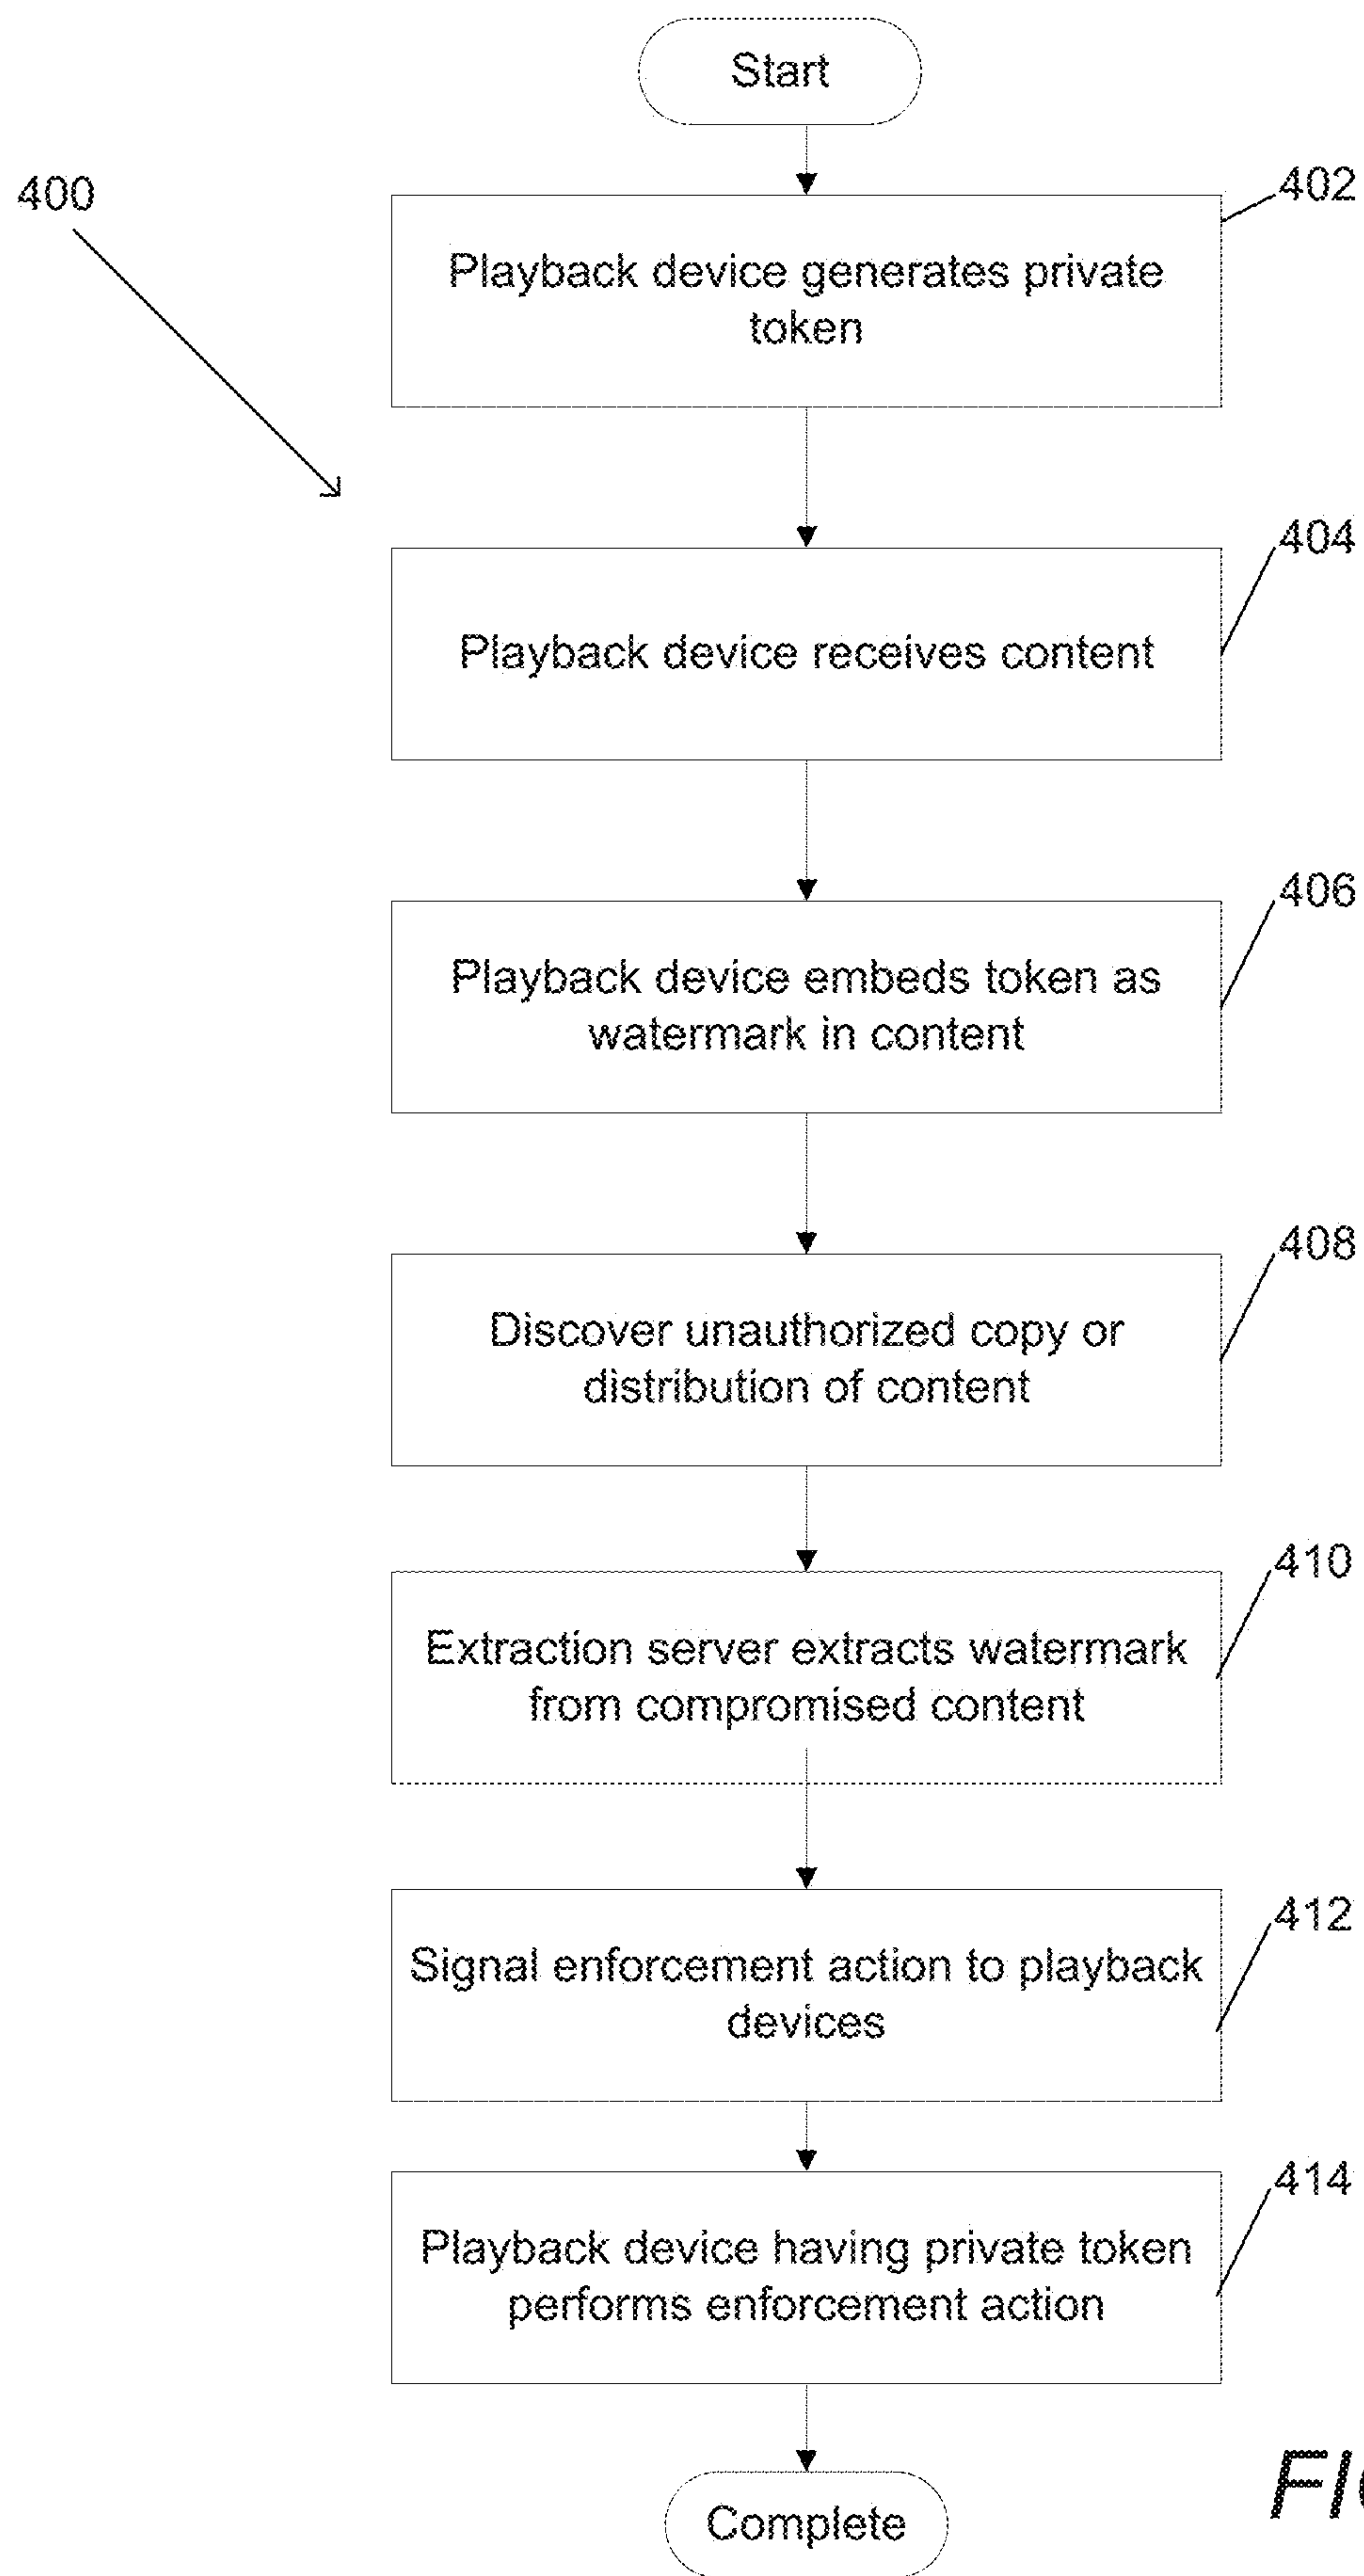 Start
400
402
Playback device generates private
token
404
Playback device receives content
406
Playback device embeds token as
watermark in content
408
Discover unauthorized copy or
distribution of content
410
Extraction server extracts watermark
from compromised content
412
Signal enforcement action to playback
devices
414
Playback device having private token
performs enforcement action
Complete